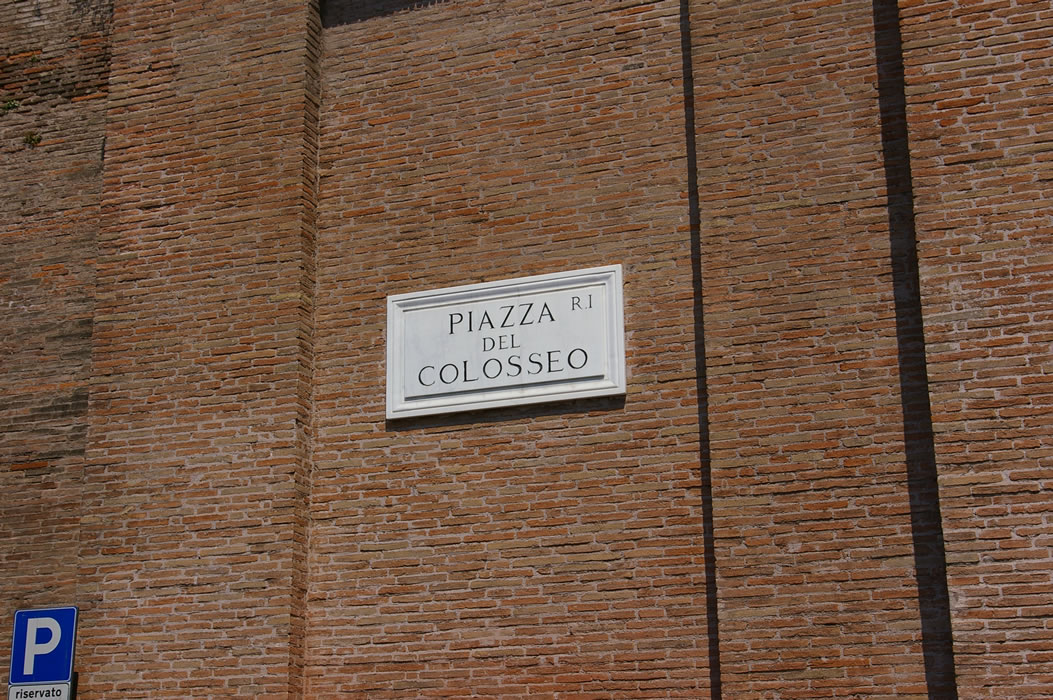 PIAZZA R.I
DEL
COLOSSEO
P
riservato